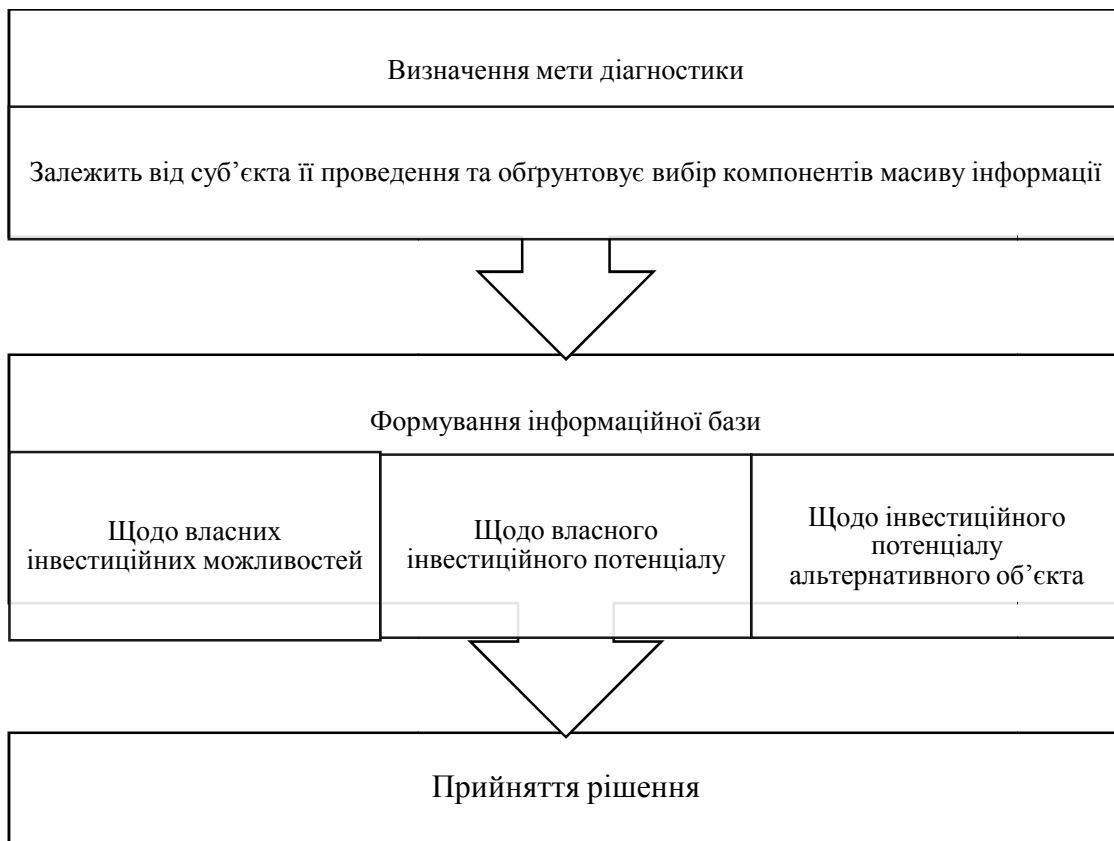 Визначення мети діагностики
Залежить від суб’єкта її проведення та обґрунтовує вибір компонентів масиву інформації
Формування інформаційної бази
Щодо власних
інвестиційних можливостей
Щодо власного
інвестиційного потенціалу
Щодо інвестиційного
потенціалу
альтернативного об’єкта
Прийняття рішення